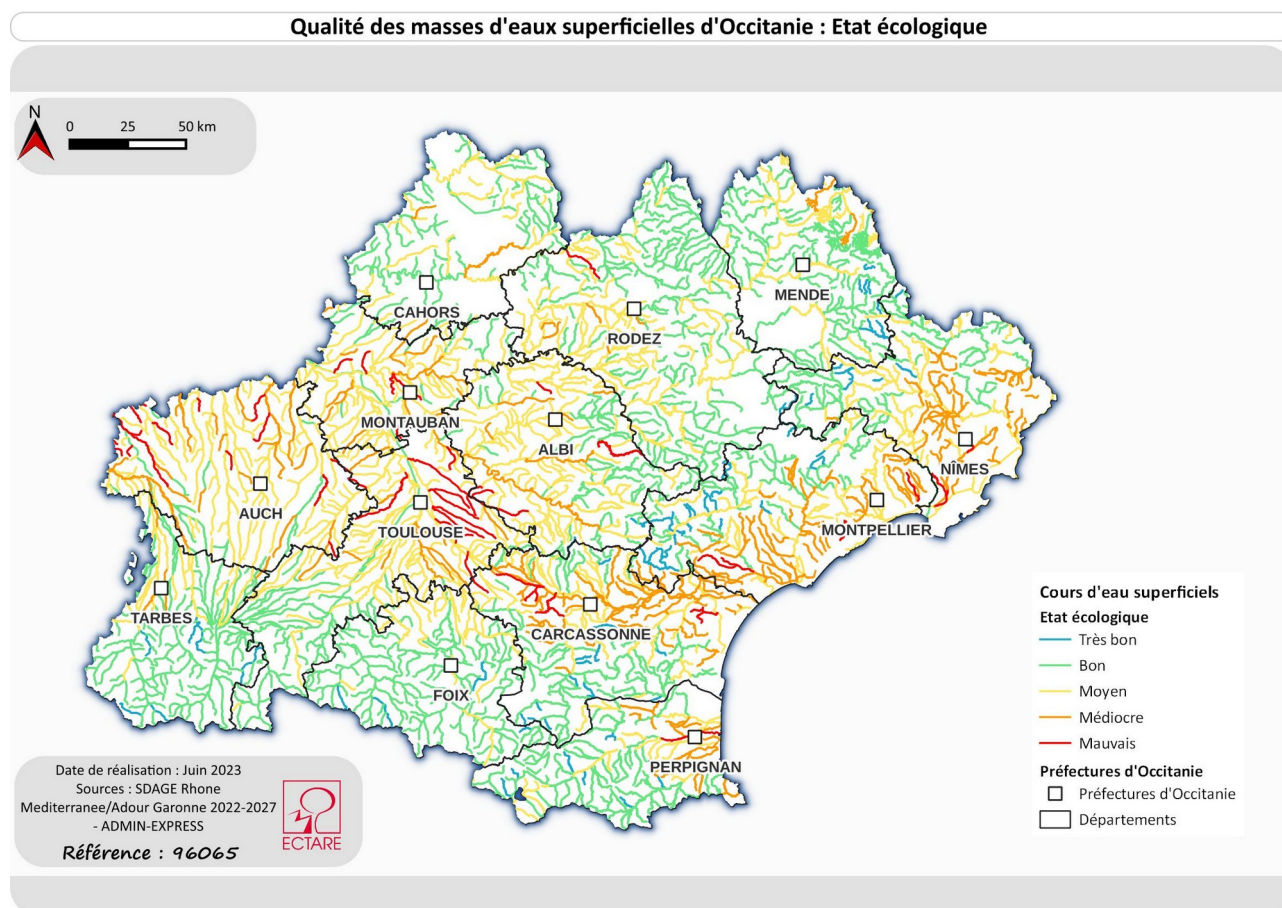 Qualité des masses d'eaux superficielles d'Occitanie : Etat écologique
N
0 25 50 km
MENDE
CAHORS
RODEZ
MONTAUBAN
ALBI
NÎMES
AUCH
TOULOUSE
MONTPELLIER
TARBES
CARCASSONNE
FOIX
PERPIGNAN
Cours d'eau superficiels
Etat écologique
Très bon
Bon
Moyen
Médiocre
Mauvais
Préfectures d'Occitanie
Préfectures d'Occitanie
Départements
Date de réalisation : Juin 2023
Sources : SDAGE Rhone
Mediterranee/Adour Garonne 2022-2027
- ADMIN-EXPRESS
Référence : 96065
ECTARE